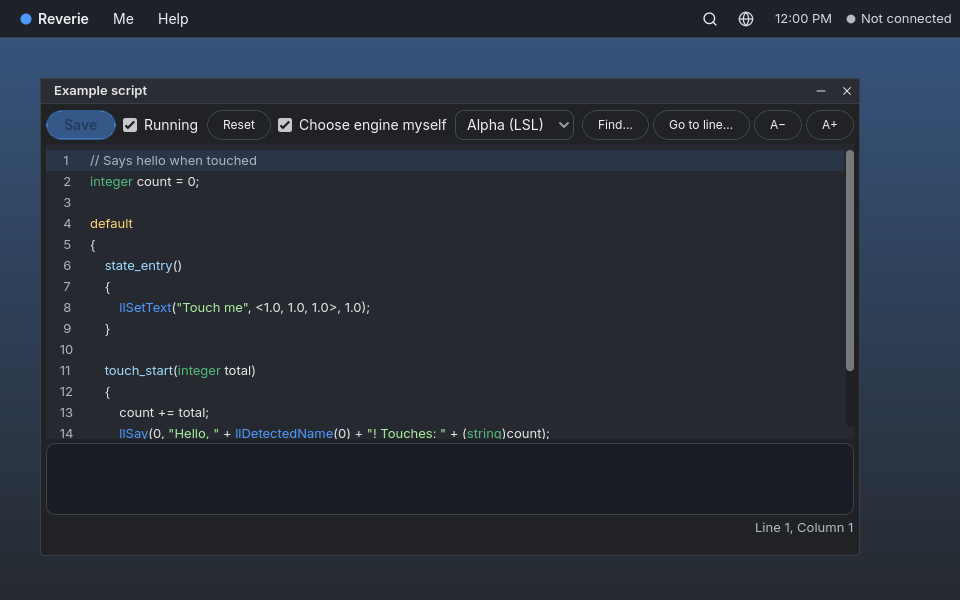 Reverie Me Help 12:00 PM Not connected
Example script
Save Running Reset Choose engine myself Alpha (LSL) Find... Go to line... A− A+
1 // Says hello when touched
2 integer count = 0;
3
4 default
5 {
6 state_entry()
7 {
8 llSetText("Touch me", <1.0, 1.0, 1.0>, 1.0);
9 }
10
11 touch_start(integer total)
12 {
13 count += total;
14 llSay(0, "Hello, " + llDetectedName(0) + "! Touches: " + (string)count);
Line 1, Column 1